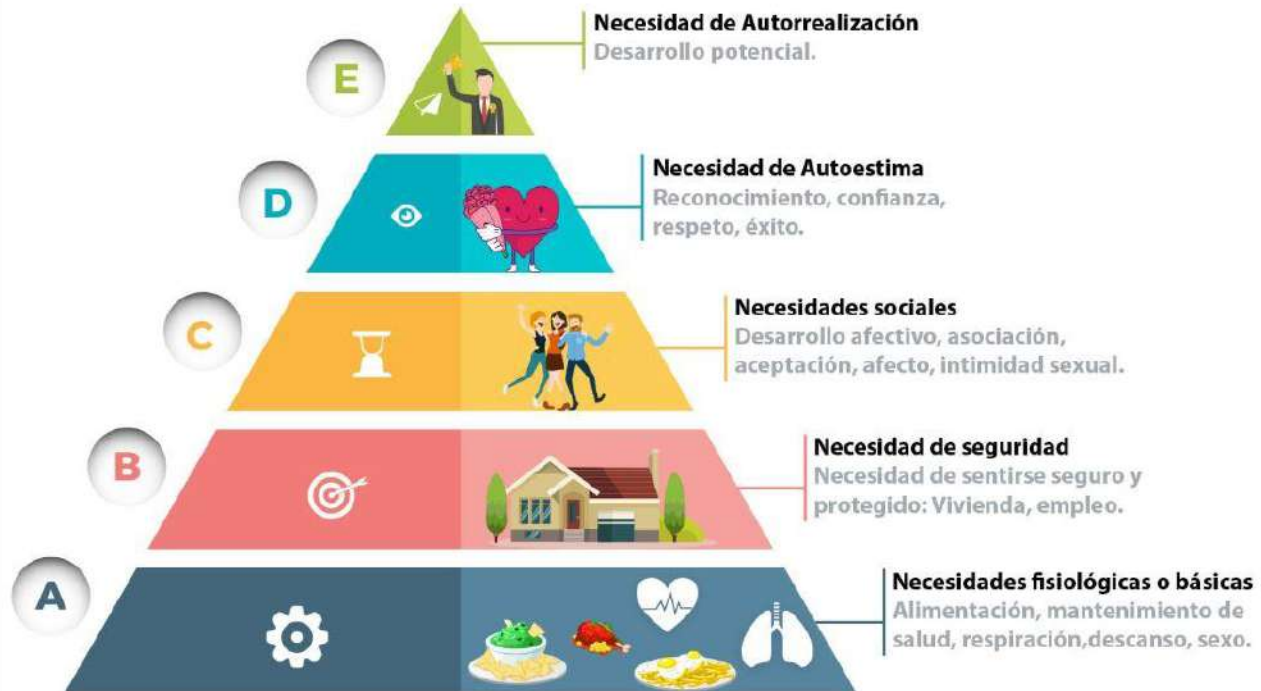 E
Necesidad de Autorrealización
Desarrollo potencial.
D
Necesidad de Autoestima
Reconocimiento, confianza,
respeto, éxito.
C
Necesidades sociales
Desarrollo afectivo, asociación,
aceptación, afecto, intimidad sexual.
B
Necesidad de seguridad
Necesidad de sentirse seguro y
protegido: Vivienda, empleo.
A
Necesidades fisiológicas o básicas
Alimentación, mantenimiento de
salud, respiración,descanso, sexo.